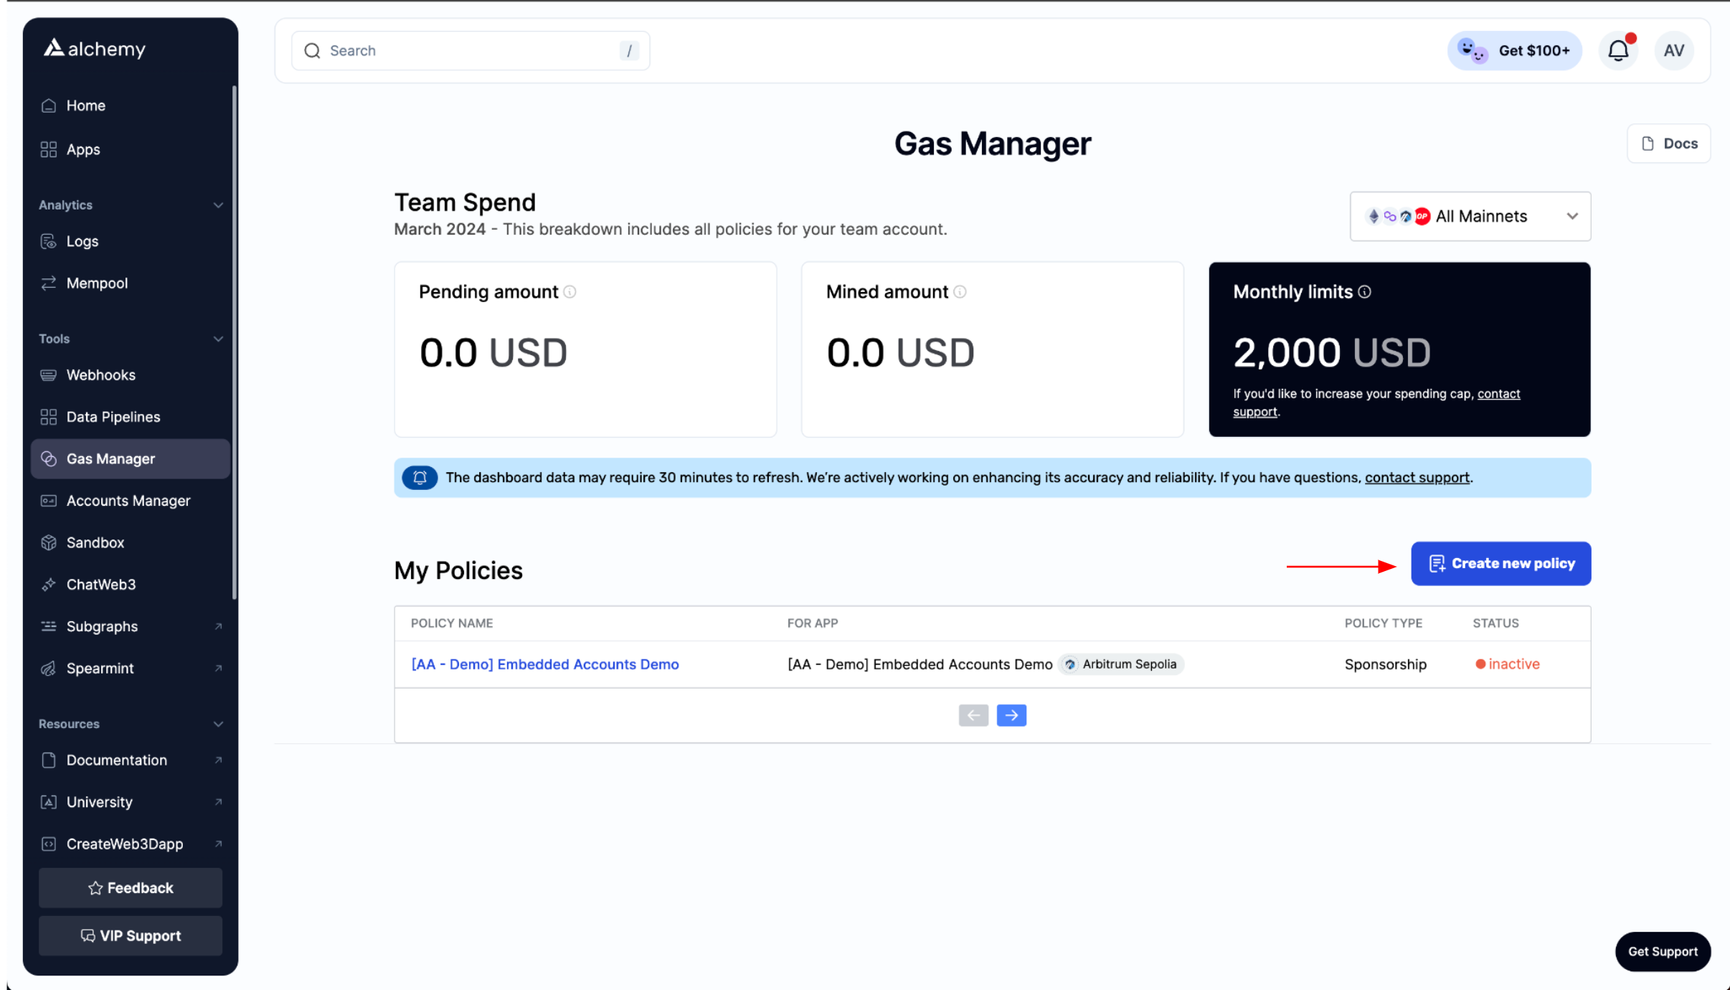 alchemy
Home
Apps
Analytics
Logs
Mempool
Tools
Webhooks
Data Pipelines
Gas Manager
Accounts Manager
Sandbox
ChatWeb3
Subgraphs
Spearmint
Resources
Documentation
University
CreateWeb3Dapp
Feedback
VIP Support
Search /
Get $100+
AV
Gas Manager
Docs
Team Spend
March 2024 - This breakdown includes all policies for your team account.
OP All Mainnets
Pending amount
0.0 USD
Mined amount
0.0 USD
Monthly limits
2,000 USD
If you'd like to increase your spending cap, contact
support.
The dashboard data may require 30 minutes to refresh. We're actively working on enhancing its accuracy and reliability. If you have questions, contact support.
My Policies
Create new policy
POLICY NAME FOR APP POLICY TYPE STATUS
[AA - Demo] Embedded Accounts Demo [AA - Demo] Embedded Accounts Demo Arbitrum Sepolia Sponsorship inactive
Get Support